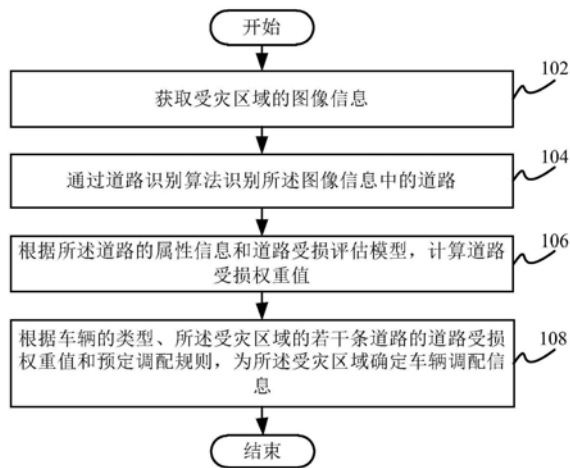 开始
获取受灾区域的图像信息
102
通过道路识别算法识别所述图像信息中的道路
104
根据所述道路的属性信息和道路受损评估模型，计算道路
受损权重值
106
根据车辆的类型、所述受灾区域的若干条道路的道路受损
权重值和预定调配规则，为所述受灾区域确定车辆调配信
息
108
结束